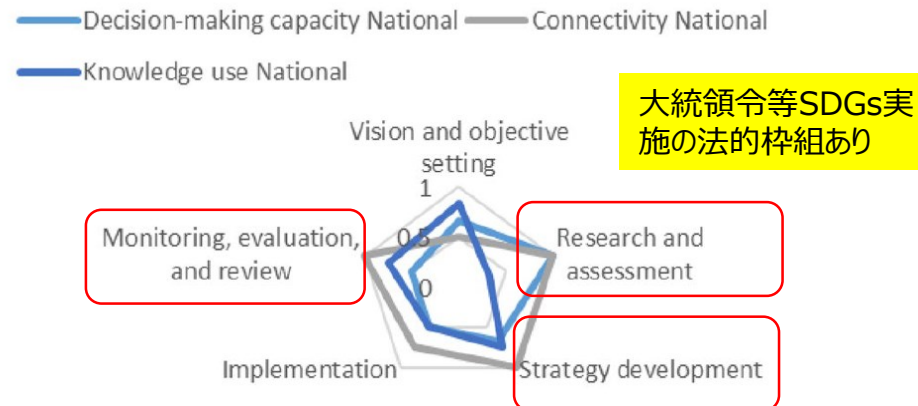 Decision-making capacity National
Connectivity National
Knowledge use National
大統領令等SDGs実
施の法的枠組あり
Vision and objective
setting
1
0.5
0
Monitoring, evaluation,
and review
Research and
assessment
Implementation
Strategy development